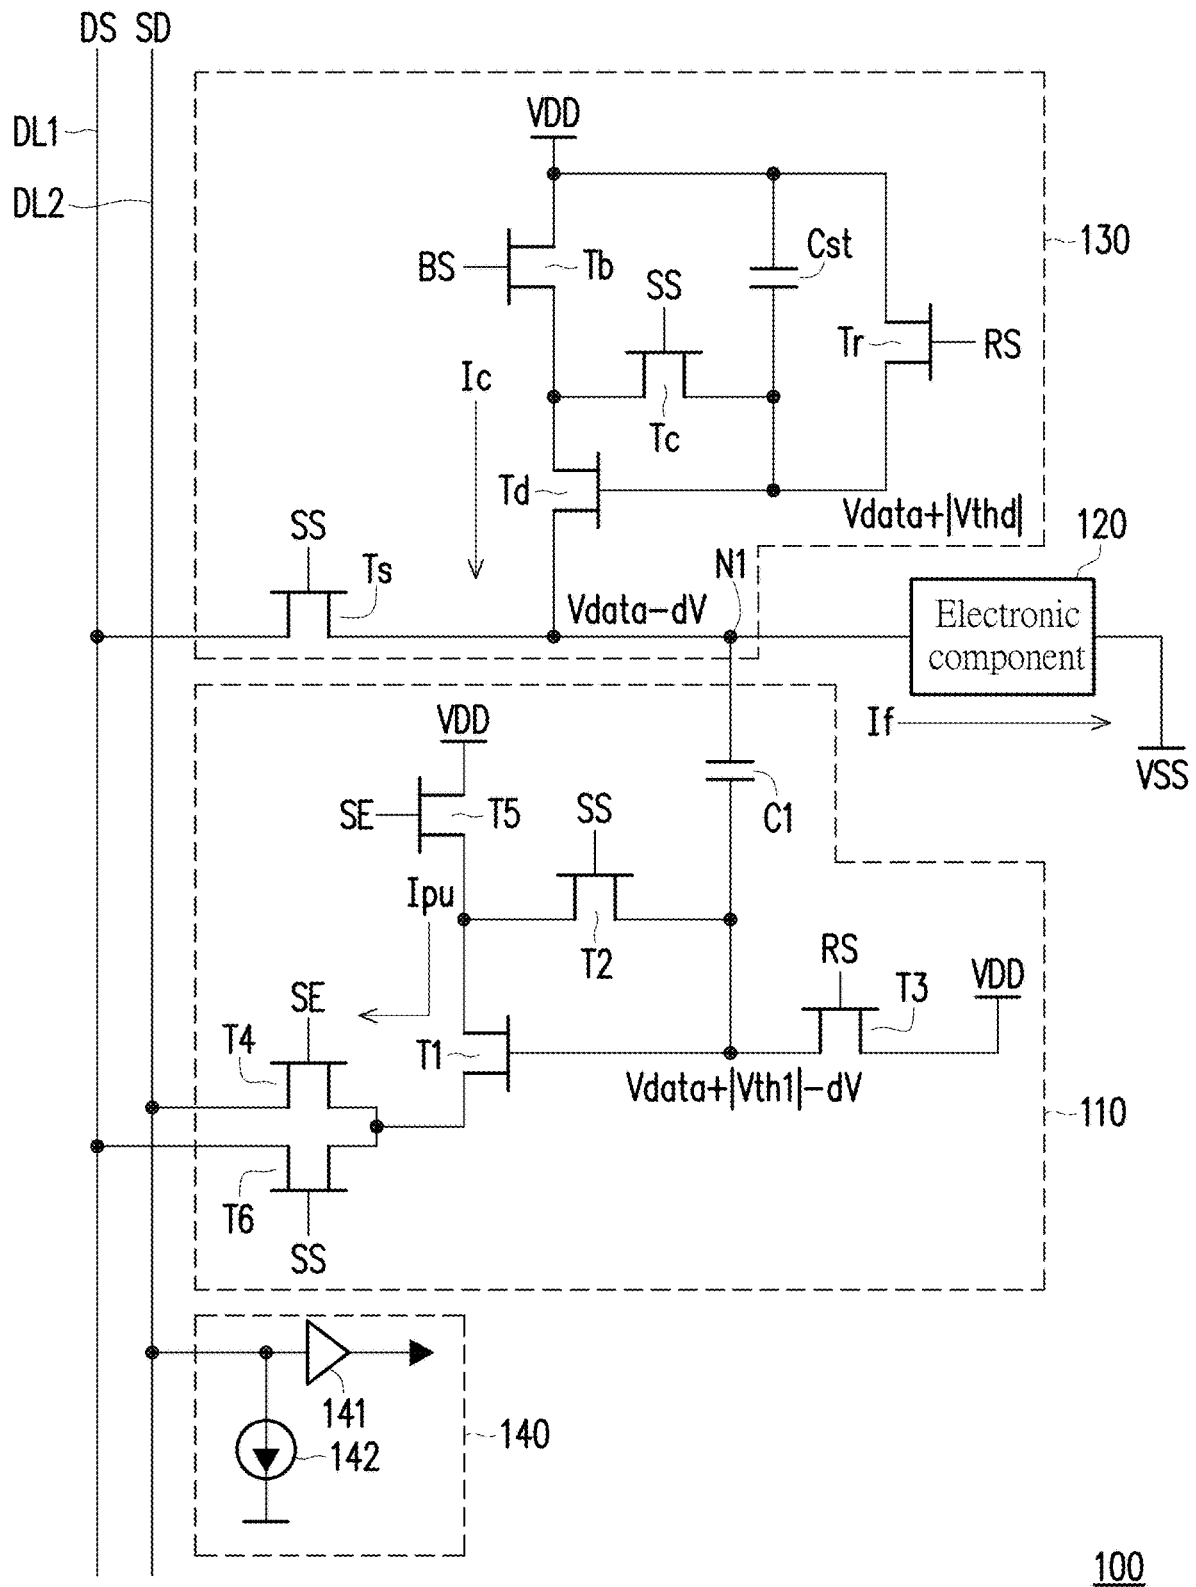 DS SD
DL1
DL2
VDD
130
BS
Tb
SS
Cst
Tr
RS
Ic
Tc
Td
Vdata+|Vthd|
120
SS
Ts
N1
Vdata-dV
Electronic
component
If
VSS
VDD
SE
T5
SS
C1
Ipu
T2
RS
T3
VDD
SE
T4
T1
Vdata+|Vth1|-dV
110
T6
SS
141
142
140
100